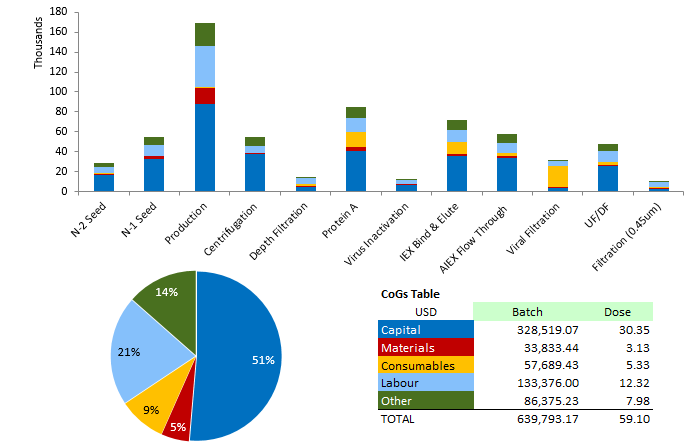 180
160
140
120
100
80
60
40
20
0
Thousands
N-2 Seed
N-1 Seed
Production
Centrifugation
Depth Filtration
Protein A
Virus Inactivation
IEX Bind & Elute
AIEX Flow Through
Viral Filtration
UF/DF
Filtration (0.45um)
14%
21%
51%
9%
5%
CoGs Table
USD Batch Dose
Capital 328,519.07 30.35
Materials 33,833.44 3.13
Consumables 57,689.43 5.33
Labour 133,376.00 12.32
Other 86,375.23 7.98
TOTAL 639,793.17 59.10